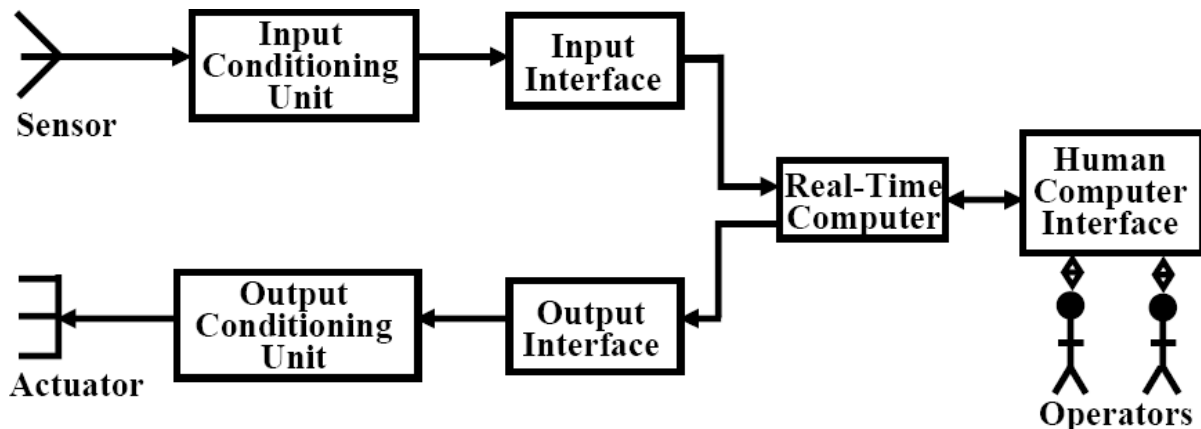 Sensor
Input
Conditioning
Unit
Input
Interface
Real-Time
Computer
Human
Computer
Interface
Operators
Output
Interface
Output
Conditioning
Unit
Actuator